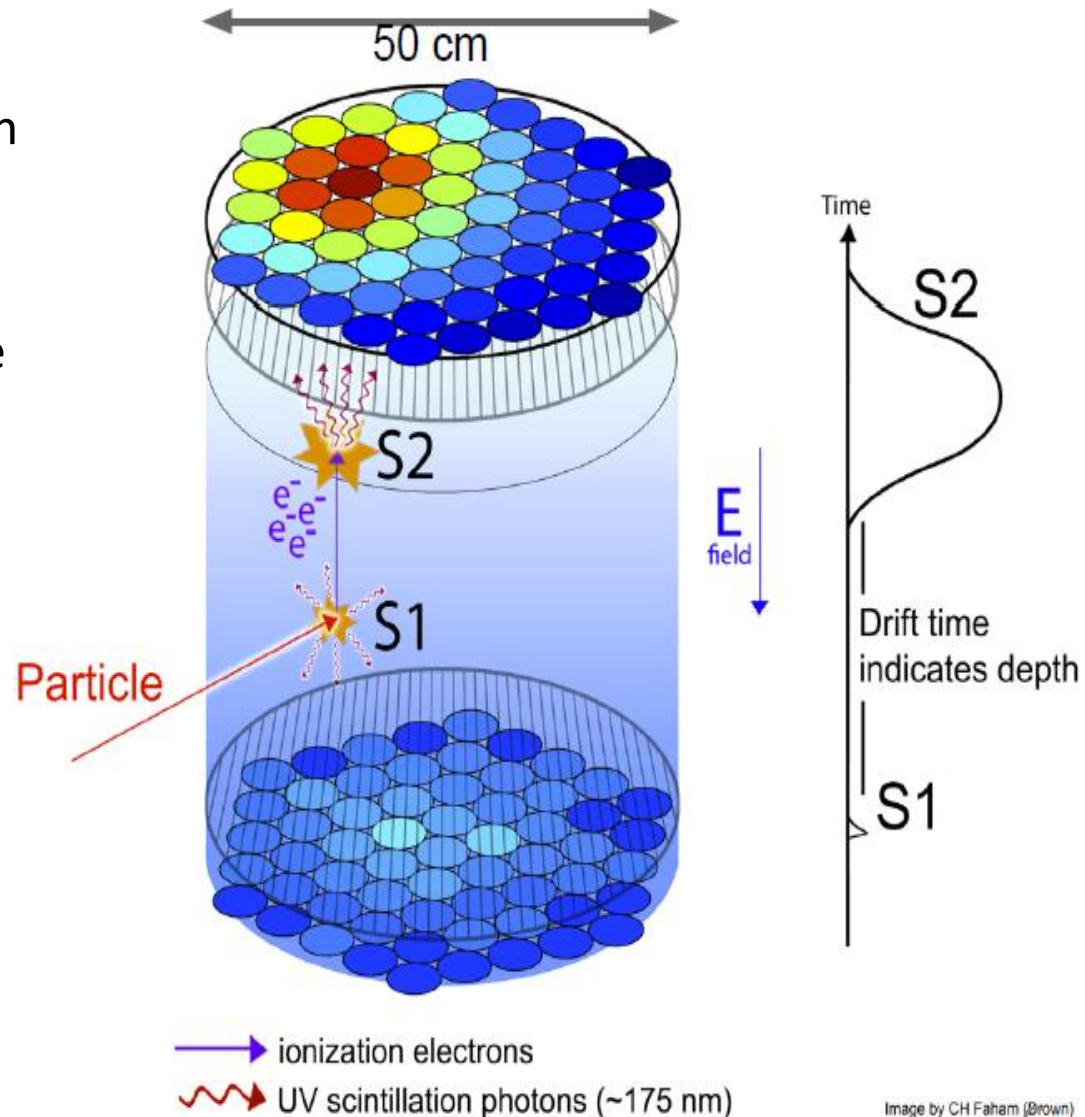 50 cm
n
e
Time
S2
S2
e-
e- e-
e-
E
field
S1
Drift time
indicates depth
Particle
S1
ionization electrons
UV scintillation photons (~175 nm)
Image by CH Faham (Brown)